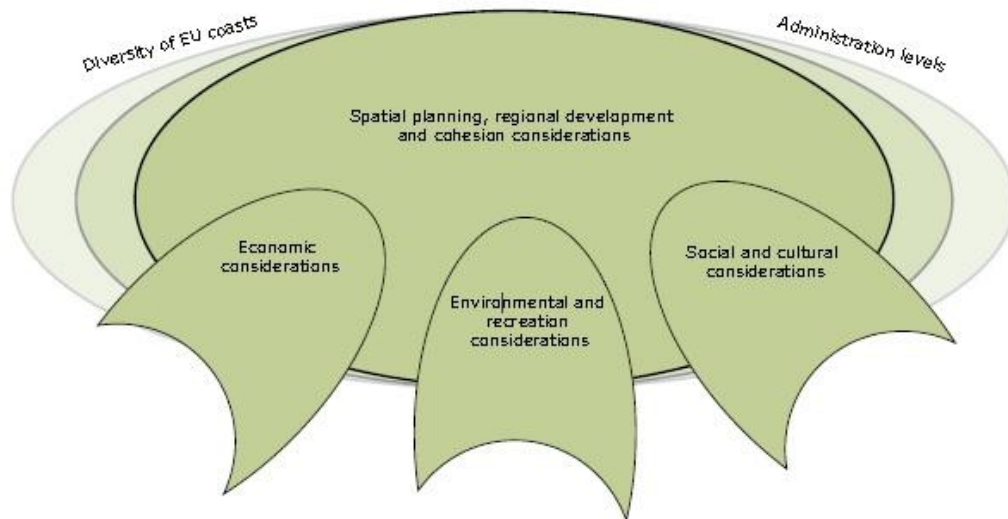 Diversity of EU coasts
Administration levels
Spatial planning, regional development
and cohesion considerations
Economic
considerations
Environmental and
recreation
considerations
Social and cultural
considerations